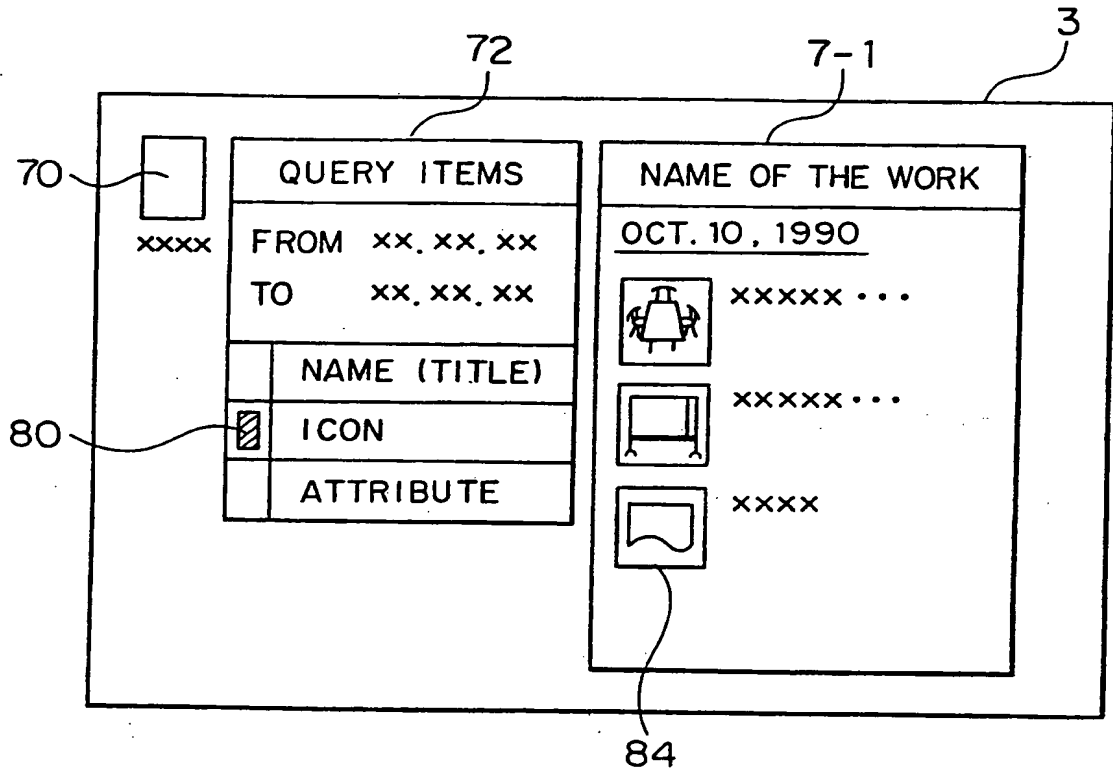 3
72
7-1
70
xxxx
QUERY ITEMS
FROM xx. xx. xx
TO xx. xx. xx
NAME (TITLE)
80
ICON
ATTRIBUTE
NAME OF THE WORK
OCT. 10, 1990
xxxxx ···
xxxxx ···
xxxx
84